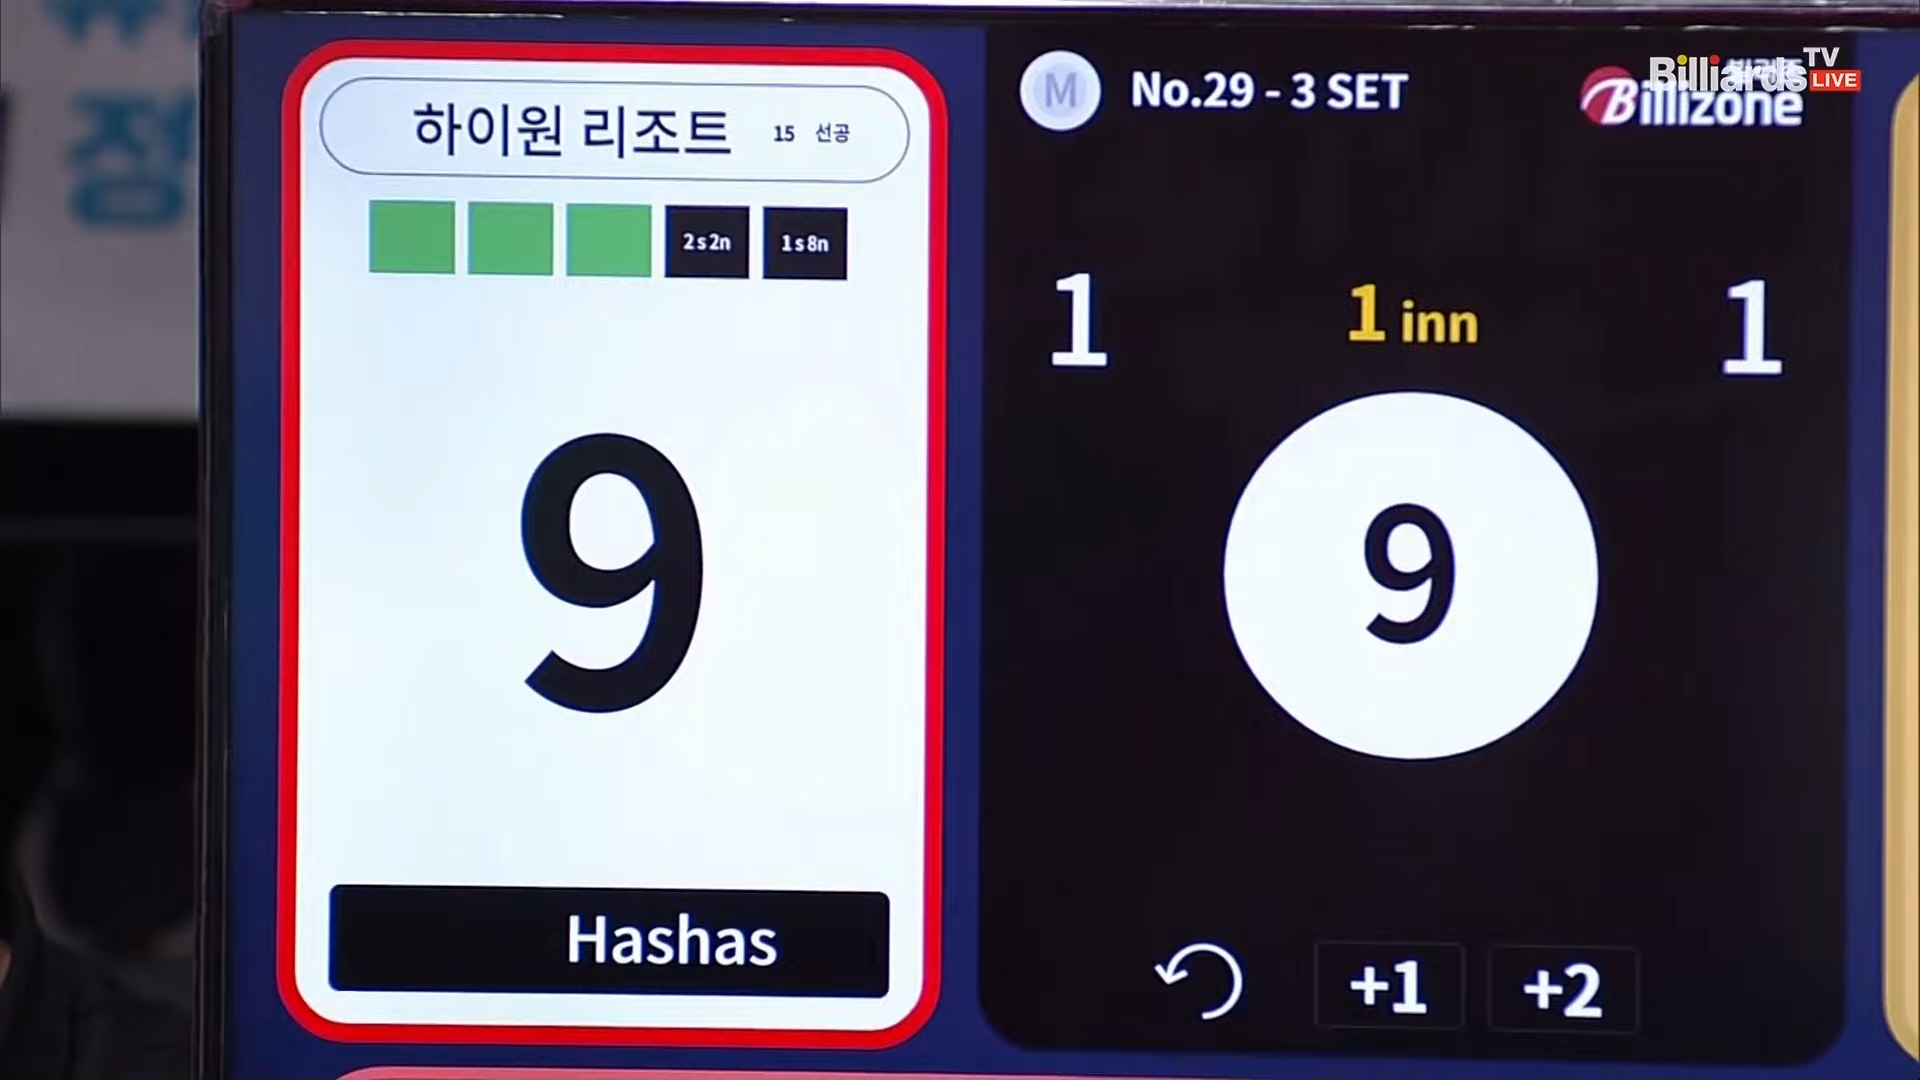 하이원 리조트 15 선공
2s2n 1s8n
9
Hashas
M No.29 - 3 SET
Billiards TV
LIVE
Billizone
1 1 inn 1
9
+1 +2
정